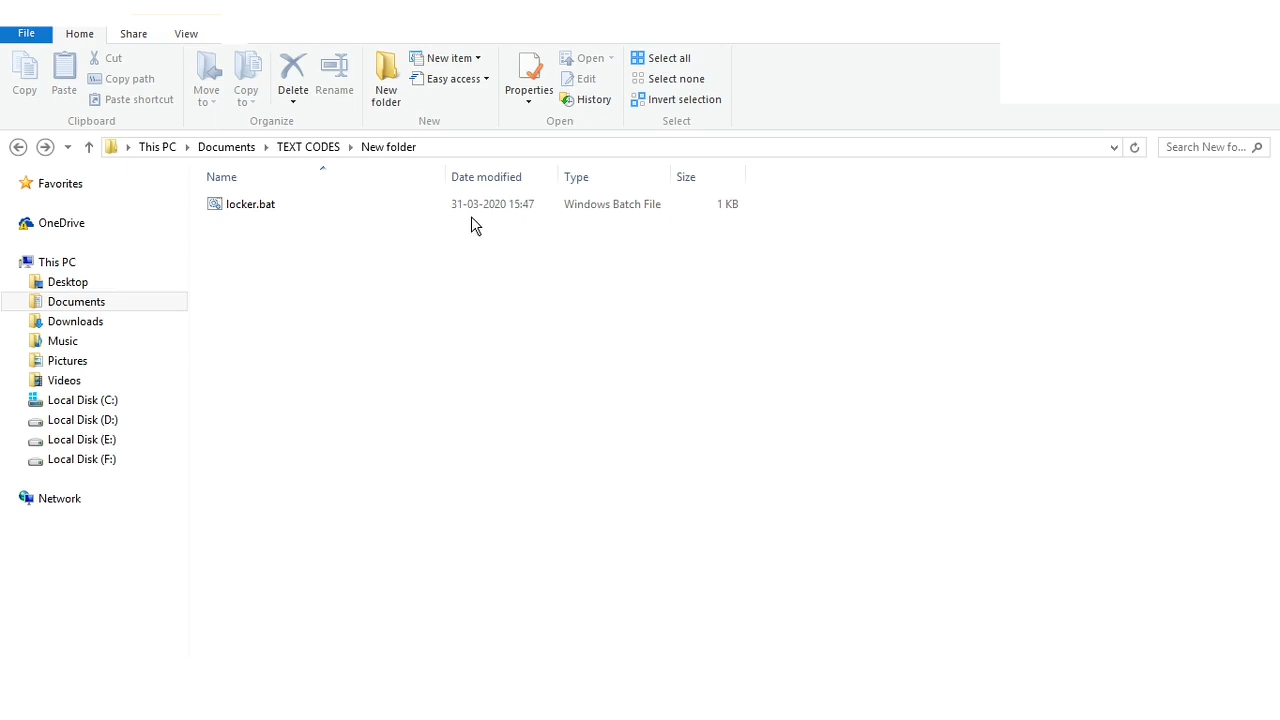 File Home Share View
Cut New item Open Select all
Copy path Easy access Edit Select none
Copy Paste Paste shortcut Move to Copy to Delete Rename New folder Properties History Invert selection
Clipboard Organize New Open Select
This PC Documents TEXT CODES New folder Search New fo...
Favorites Name Date modified Type Size
locker.bat 31-03-2020 15:47 Windows Batch File 1 KB
OneDrive
This PC
Desktop
Documents
Downloads
Music
Pictures
Videos
Local Disk (C:)
Local Disk (D:)
Local Disk (E:)
Local Disk (F:)
Network